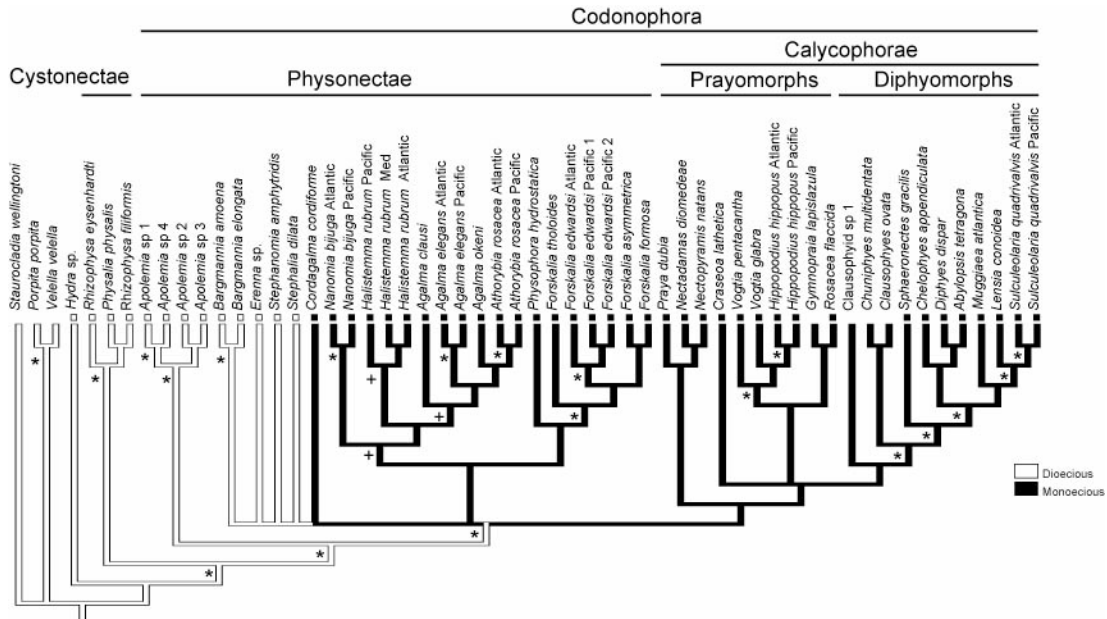 Codonophora
Calycophorae
Cystonectae
Physonectae
Prayomorphs
Diphyomorphs
Staurocladia wellingtoni
Porpita porpita
Velella velella
Hydra sp.
Rhizophysa eysenhardti
Physalia physalis
Rhizophysa filiformis
Apolemia sp 1
Apolemia sp 4
Apolemia sp 2
Apolemia sp 3
Bargmannia amoena
Bargmannia elongata
Erenna sp.
Stephanomia amphytridis
Stephalia dilata
Cordagalma cordiforme
Nanomia bijuga Atlantic
Nanomia bijuga Pacific
Halistemma rubrum Pacific
Halistemma rubrum Med
Halistemma rubrum Atlantic
Agalma clausi
Agalma elegans Atlantic
Agalma elegans Pacific
Agalma okeni
Athorybia rosacea Atlantic
Athorybia rosacea Pacific
Physophora hydrostatica
Forskalia tholoides
Forskalia edwardsi Atlantic
Forskalia edwardsi Pacific 1
Forskalia edwardsi Pacific 2
Forskalia asymmetrica
Forskalia formosa
Praya dubia
Nectadamas diomedeae
Nectopyramis natans
Craseoa lathetica
Vogtia pentacantha
Vogtia glabra
Hippopodius hippopus Atlantic
Hippopodius hippopus Pacific
Gymnopraia lapislazula
Rosacea flaccida
Clausophyid sp 1
Chuniphyes multidentata
Clausophyes ovata
Sphaeronectes gracilis
Chelophyes appendiculata
Diphyes dispar
Abylopsis tetragona
Muggiaea atlantica
Lensia conoidea
Sulculeolaria quadrivalvis Atlantic
Sulculeolaria quadrivalvis Pacific
Dioecious
Monoecious